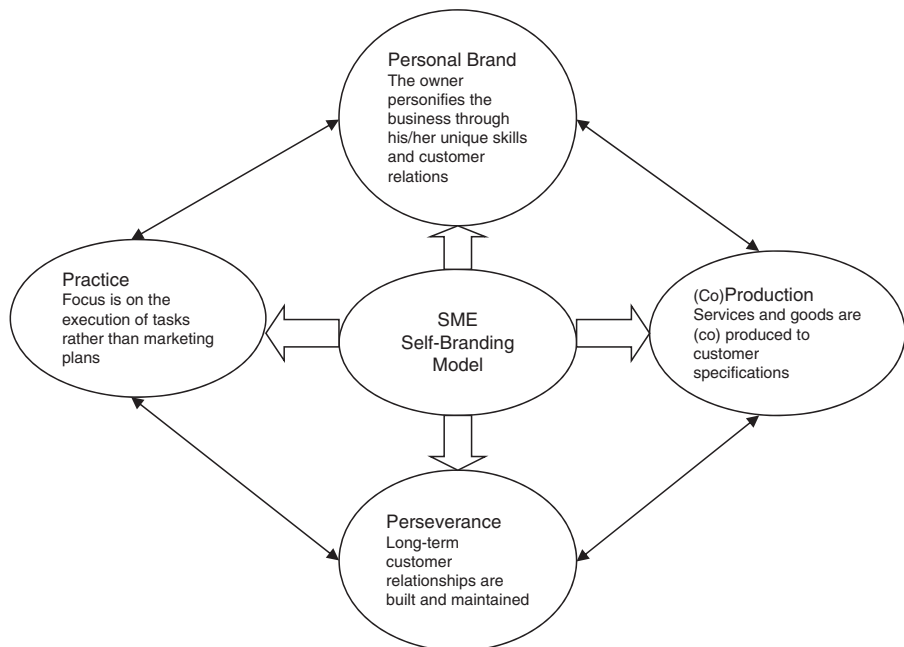 Personal Brand
The owner
personifies the
business through
his/her unique skills
and customer
relations
Practice
Focus is on the
execution of tasks
rather than marketing
plans
SME
Self-Branding
Model
(Co)Production
Services and goods are
(co) produced to
customer
specifications
Perseverance
Long-term
customer
relationships are
built and maintained